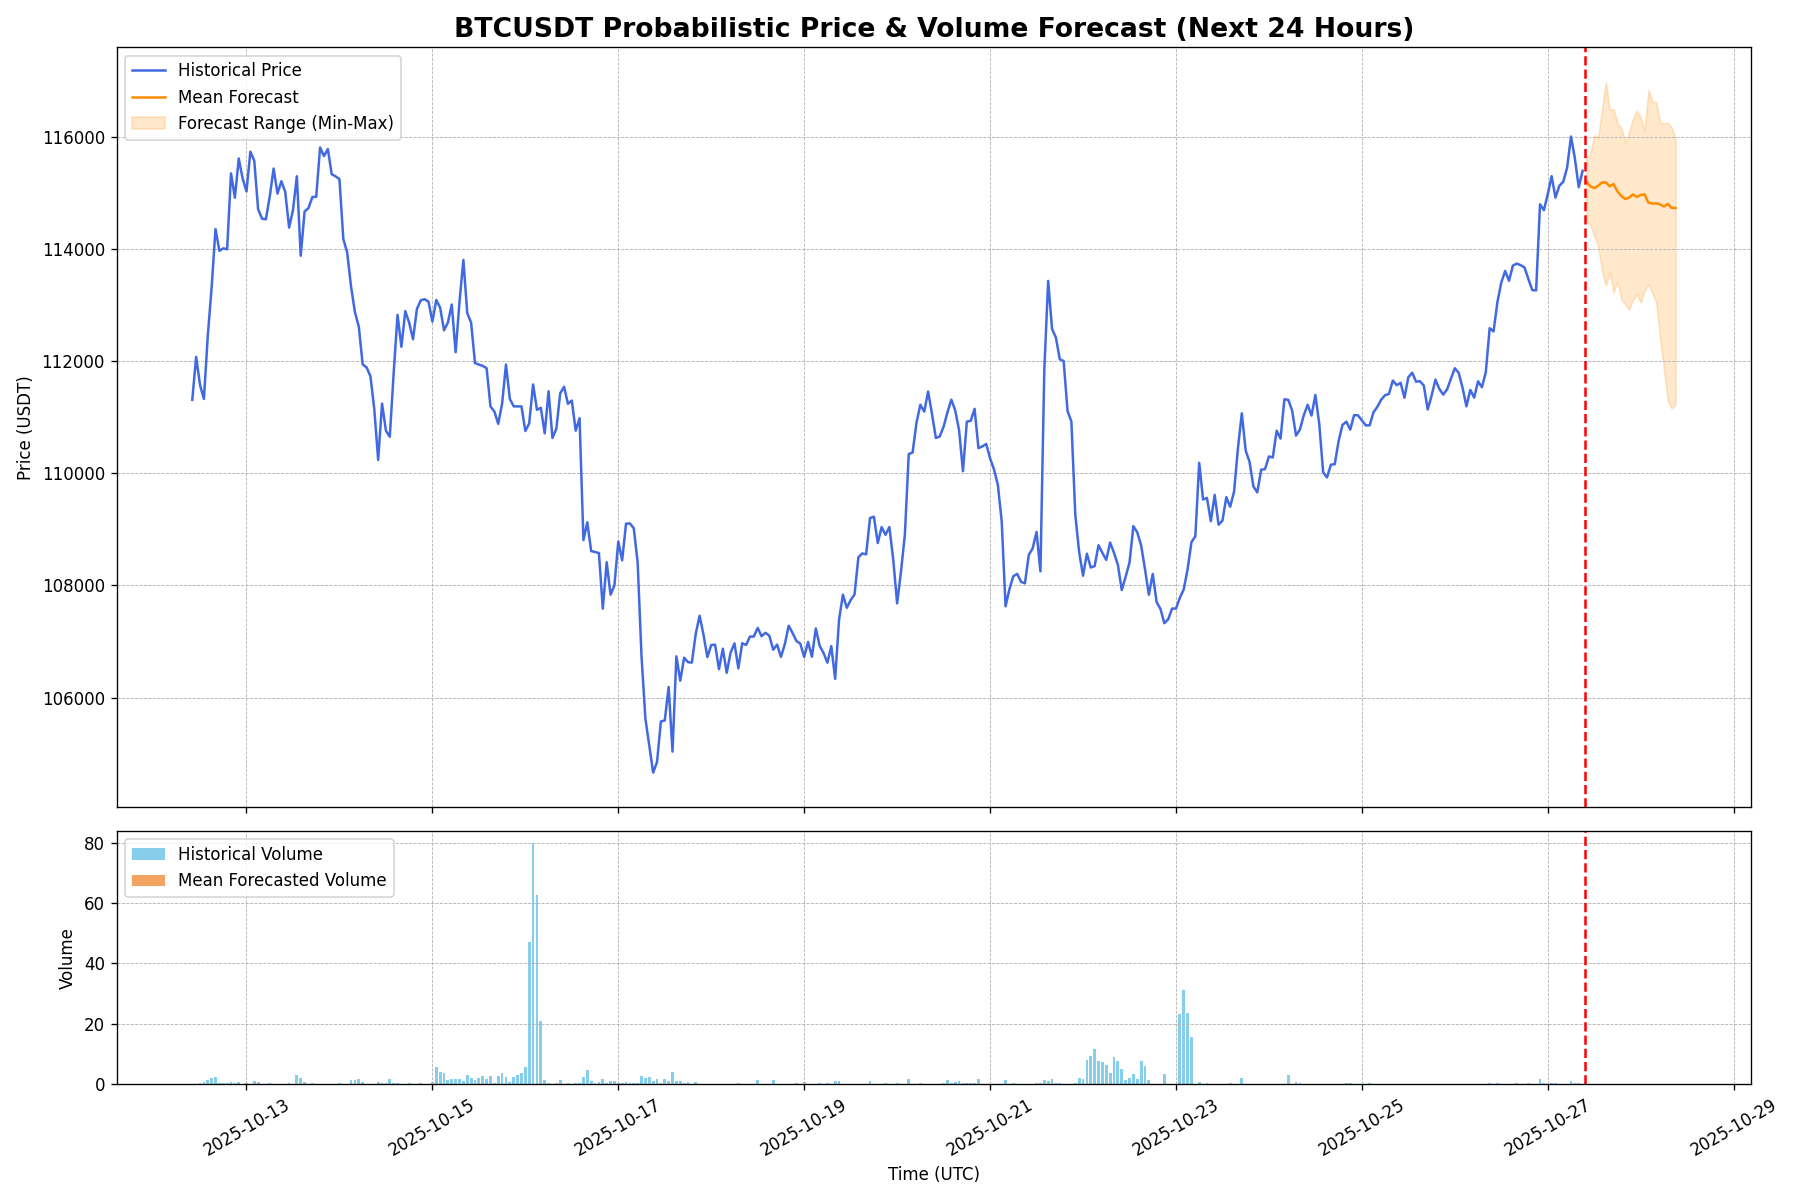 BTCUSDT Probabilistic Price & Volume Forecast (Next 24 Hours)
Historical Price
Mean Forecast
Forecast Range (Min-Max)
Price (USDT)
116000
114000
112000
110000
108000
106000
Historical Volume
Mean Forecasted Volume
Volume
80
60
40
20
0
2025-10-13
2025-10-15
2025-10-17
2025-10-19
2025-10-21
2025-10-23
2025-10-25
2025-10-27
2025-10-29
Time (UTC)